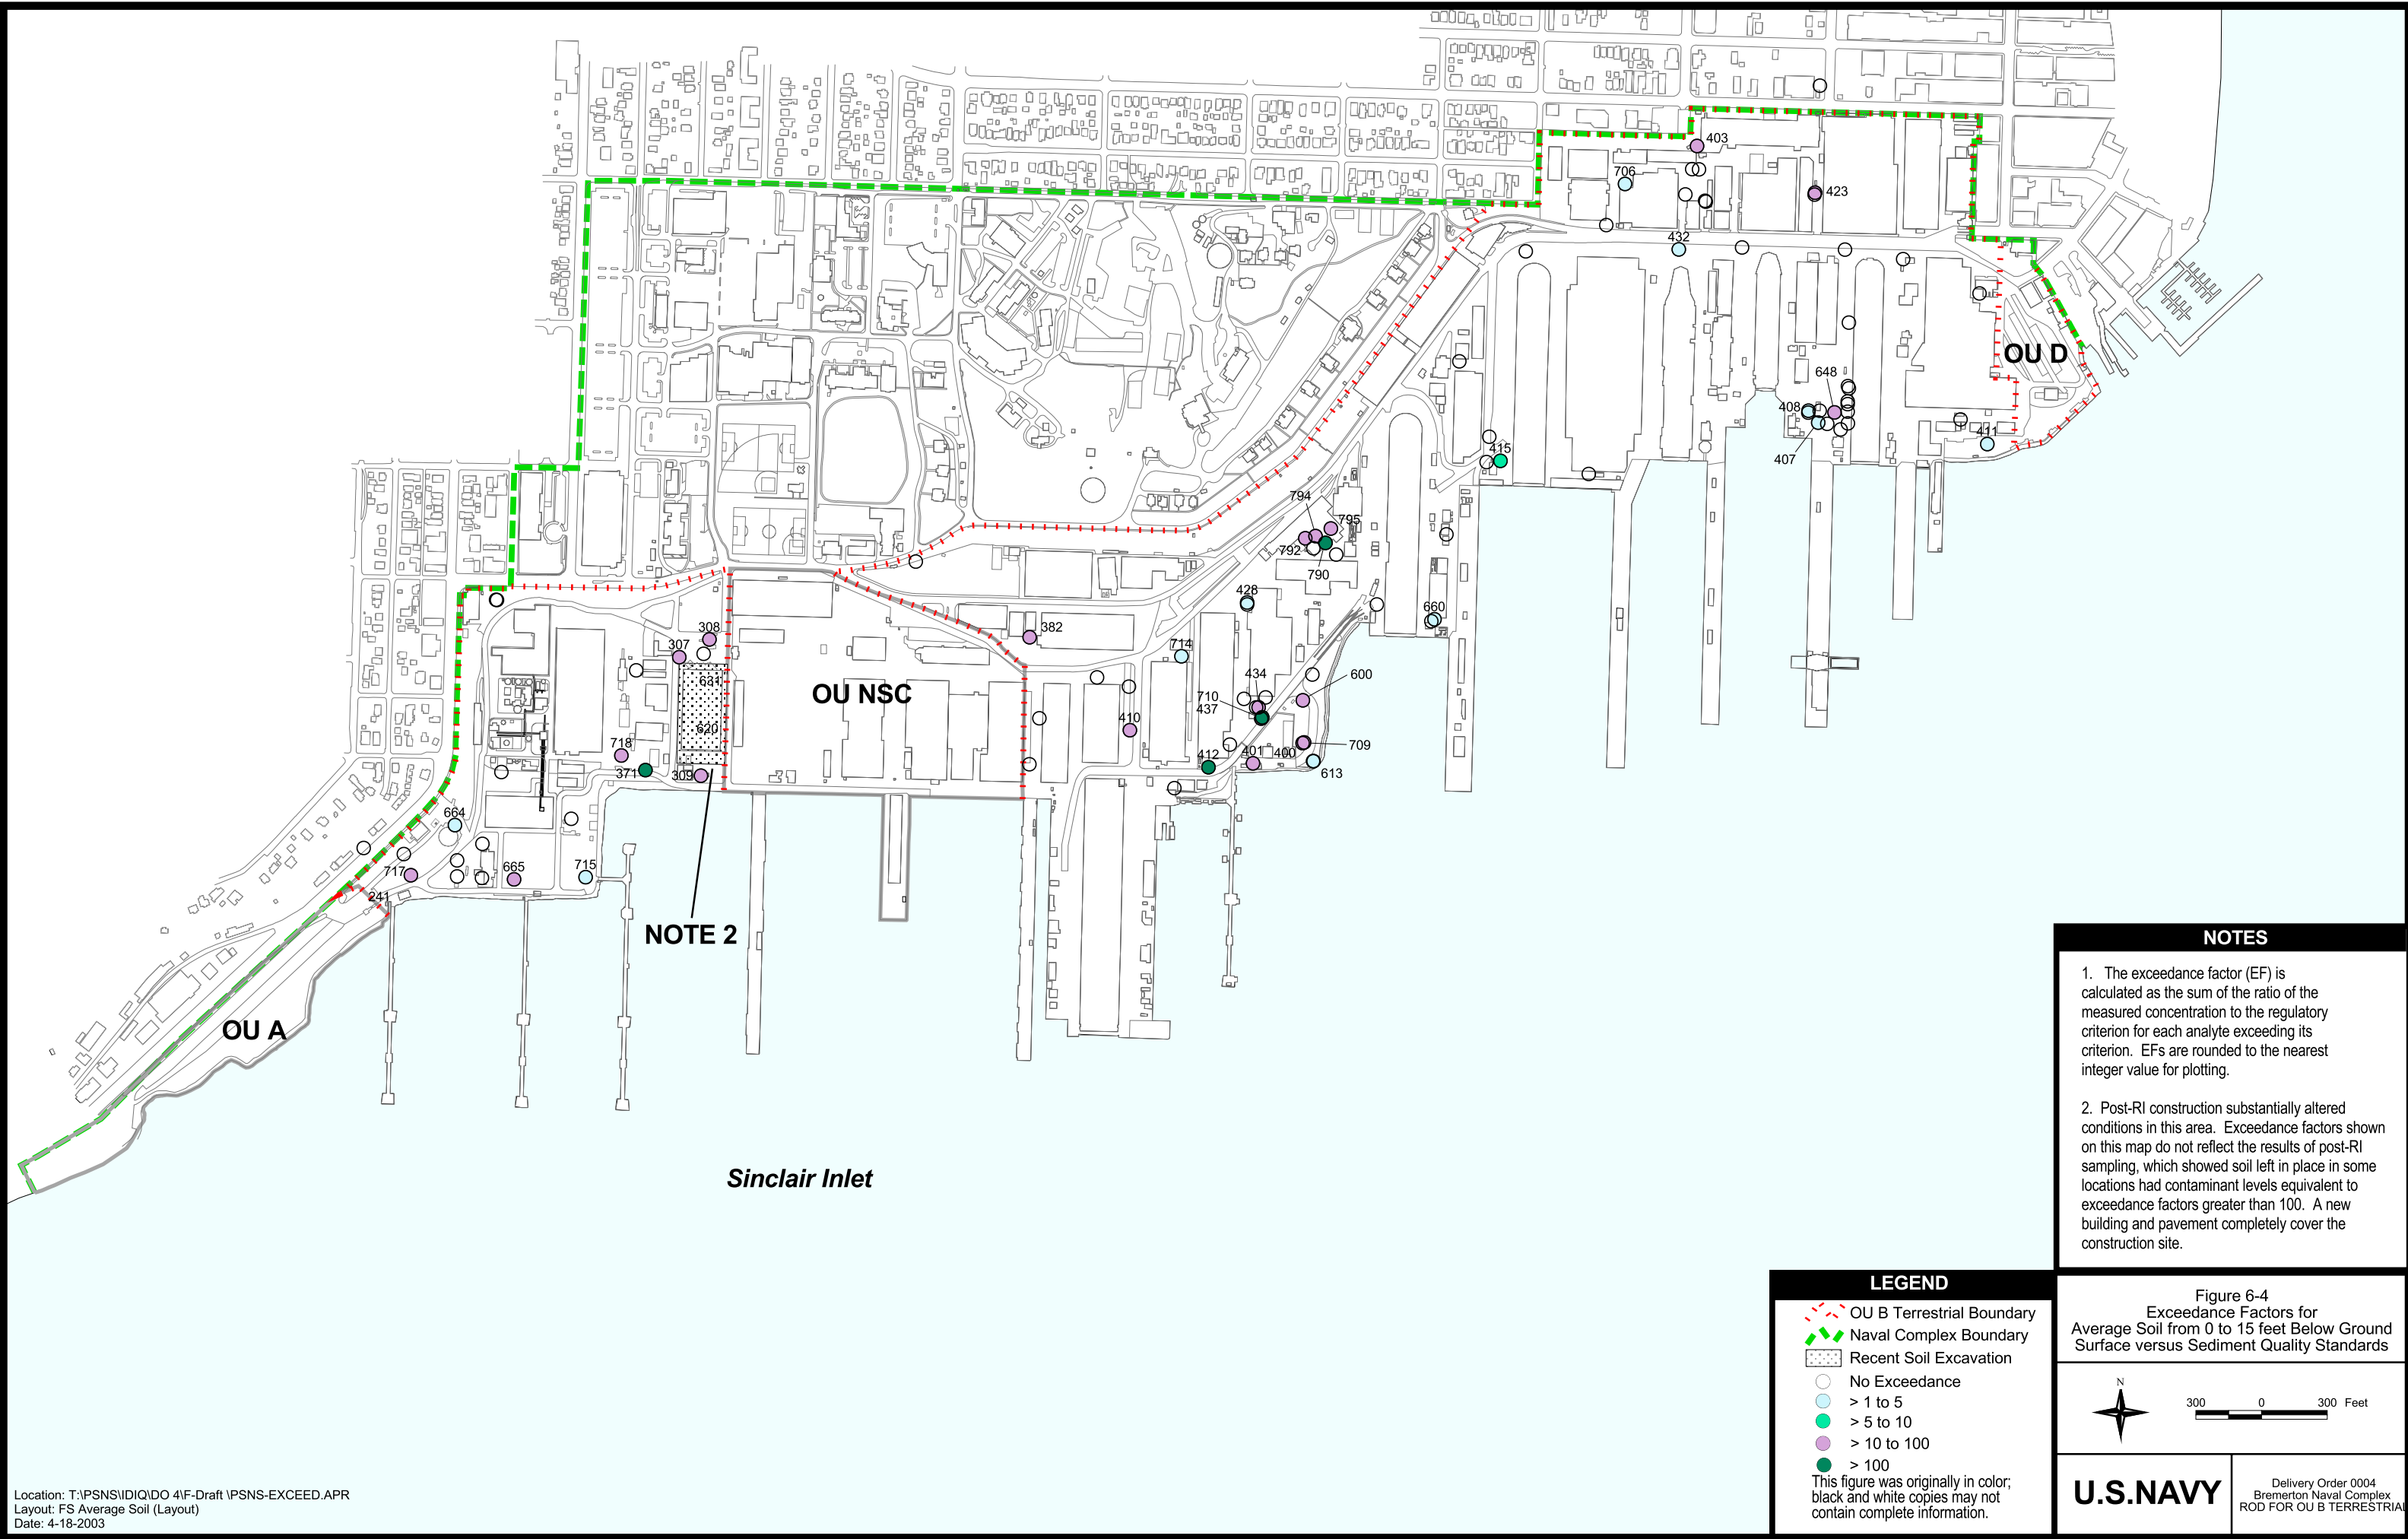 403
706
423
432
OU D
648
408
407
411
415
794
795
792
790
428
660
308
307
382
714
631
OU NSC
434
600
710
437
620
410
718
412
401
400
709
371
309
613
664
717
665
715
241
NOTE 2
OU A
Sinclair Inlet
NOTES
1. The exceedance factor (EF) is
calculated as the sum of the ratio of the
measured concentration to the regulatory
criterion for each analyte exceeding its
criterion. EFs are rounded to the nearest
integer value for plotting.
2. Post-RI construction substantially altered
conditions in this area. Exceedance factors shown
on this map do not reflect the results of post-RI
sampling, which showed soil left in place in some
locations had contaminant levels equivalent to
exceedance factors greater than 100. A new
building and pavement completely cover the
construction site.
LEGEND
OU B Terrestrial Boundary
Naval Complex Boundary
Recent Soil Excavation
No Exceedance
> 1 to 5
> 5 to 10
> 10 to 100
> 100
This figure was originally in color;
black and white copies may not
contain complete information.
Figure 6-4
Exceedance Factors for
Average Soil from 0 to 15 feet Below Ground
Surface versus Sediment Quality Standards
N
300 0 300 Feet
U.S.NAVY
Delivery Order 0004
Bremerton Naval Complex
ROD FOR OU B TERRESTRIAL
Location: T:\PSNS\IDIQ\DO 4\F-Draft \PSNS-EXCEED.APR
Layout: FS Average Soil (Layout)
Date: 4-18-2003